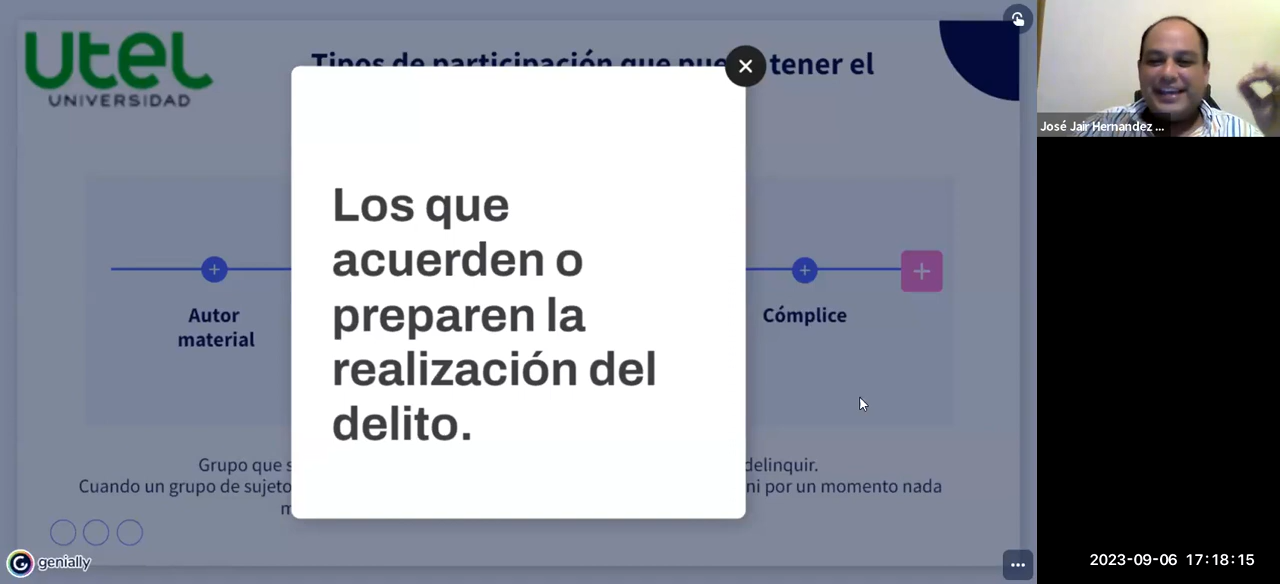 utel
UNIVERSIDAD
Tipos de participación que tener el
Los que
acuerden o
preparen la
realización del
delito.
Autor
material
Cómplice
Grupo que delinquir.
Cuando un grupo de sujeto ni por un momento nada
genially
José Jair Hernandez ...
2023-09-06 17:18:15